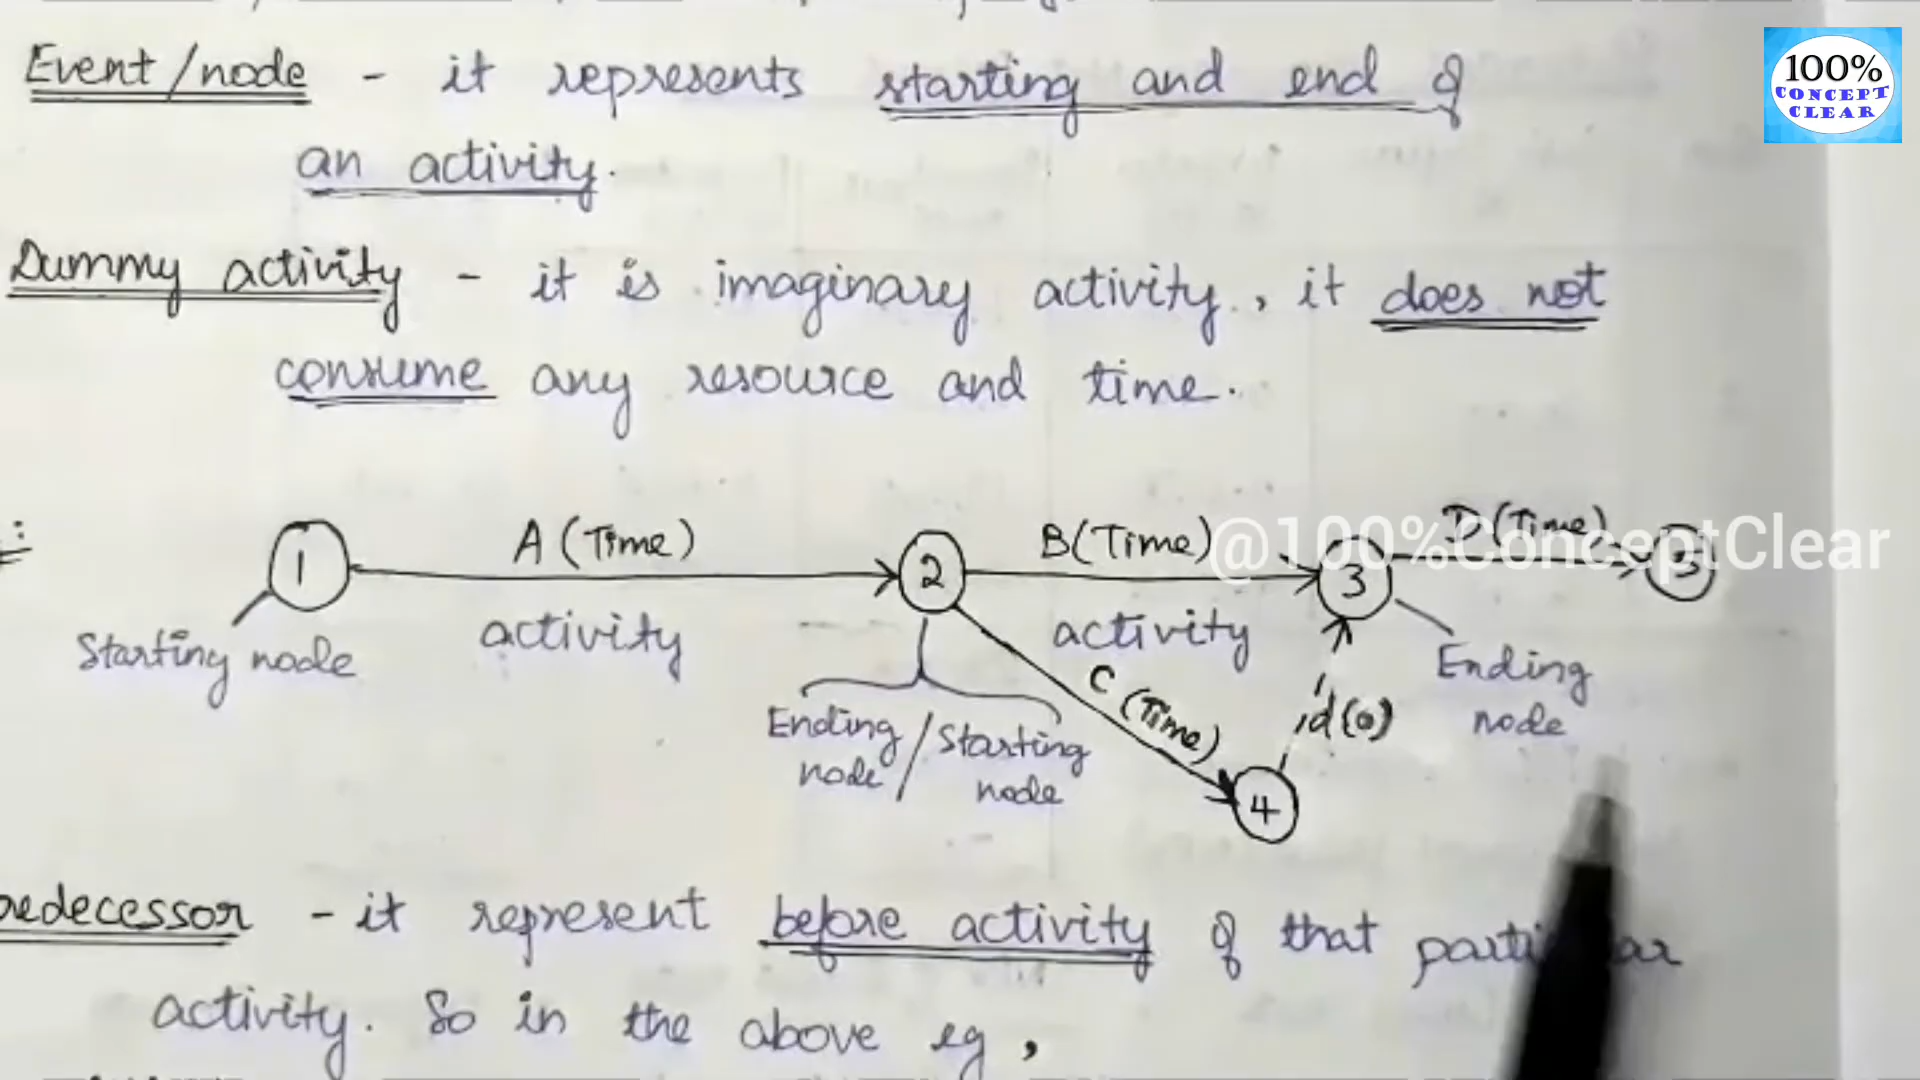 Event/node - it represents starting and end of
an activity.
Dummy activity - it is imaginary activity, it does not
consume any resource and time.
1 A (Time) 2 B(Time) 3 D(Time) 5
activity activity
Starting node
C (Time)
d(0)
Ending node
Ending node / Starting node
4
redecessor - it represent before activity of that
activity. So in the above eg,
100%
CONCEPT
CLEAR
@100%ConceptClear